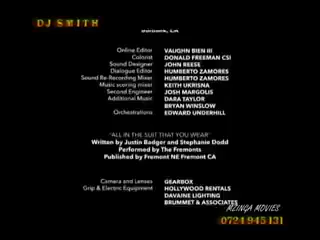 DJ SMITH
Burbank, CA
Online Editor VAUGHN BIEN III
Colorist DONALD FREEMAN CSI
Sound Designer JOHN REESE
Dialogue Editor HUMBERTO ZAMORES
Sound Re-Recording Mixer HUMBERTO ZAMORES
Music scoring mixer KEITH UKRISNA
Second Engineer JOSH MARGOLIS
Additional Music DARA TAYLOR
BRYAN WINSLOW
Orchestrations EDWARD UNDERHILL
"ALL IN THE SUIT THAT YOU WEAR"
Written by Justin Badger and Stephanie Dodd
Performed by The Fremonts
Published by Fremont NE Fremont CA
Camera and Lenses GEARBOX
Grip & Electric Equipment HOLLYWOOD RENTALS
DAVAINE LIGHTING
BRUMMET & ASSOCIATES
MZINGA MOVIES
0724 945 131